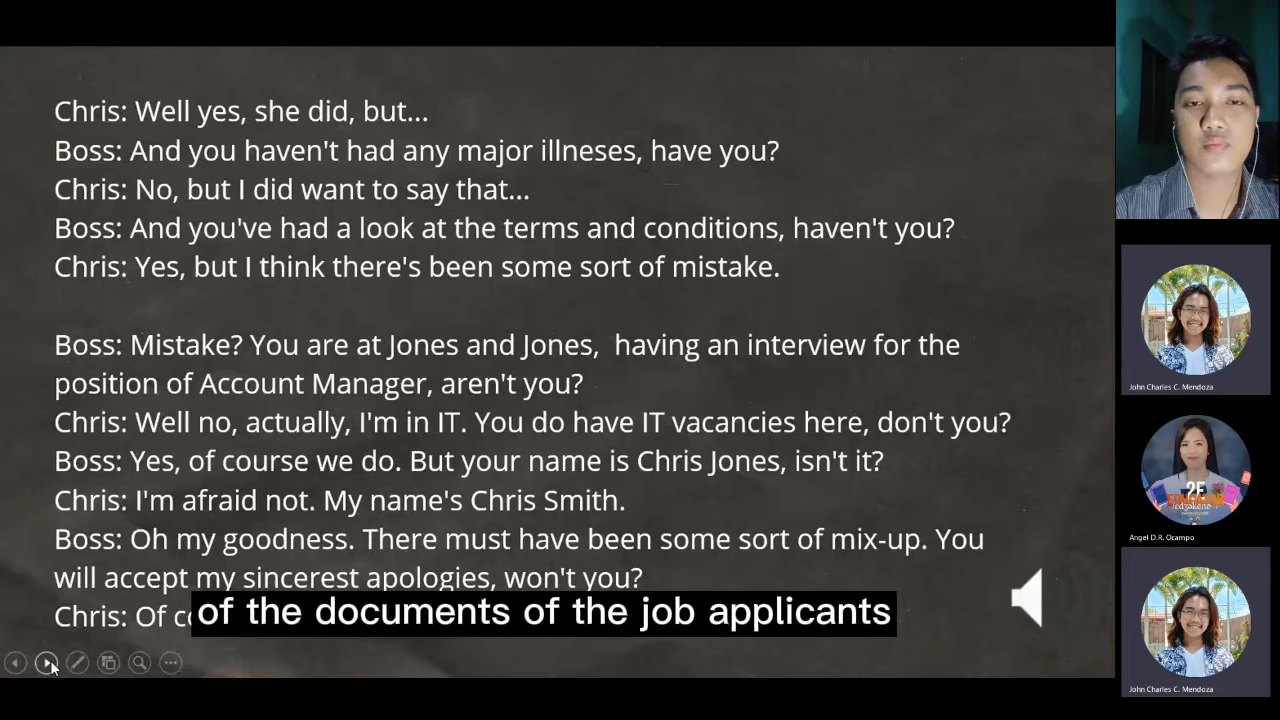 Chris: Well yes, she did, but...
Boss: And you haven't had any major illneses, have you?
Chris: No, but I did want to say that...
Boss: And you've had a look at the terms and conditions, haven't you?
Chris: Yes, but I think there's been some sort of mistake.
Boss: Mistake? You are at Jones and Jones,  having an interview for the
position of Account Manager, aren't you?
Chris: Well no, actually, I'm in IT. You do have IT vacancies here, don't you?
Boss: Yes, of course we do. But your name is Chris Jones, isn't it?
Chris: I'm afraid not. My name's Chris Smith.
Boss: Oh my goodness. There must have been some sort of mix-up. You
will accept my sincerest apologies, won't you?
Chris: Of
of the documents of the job applicants
John Charles C. Mendoza
Angel D.R. Ocampo
John Charles C. Mendoza